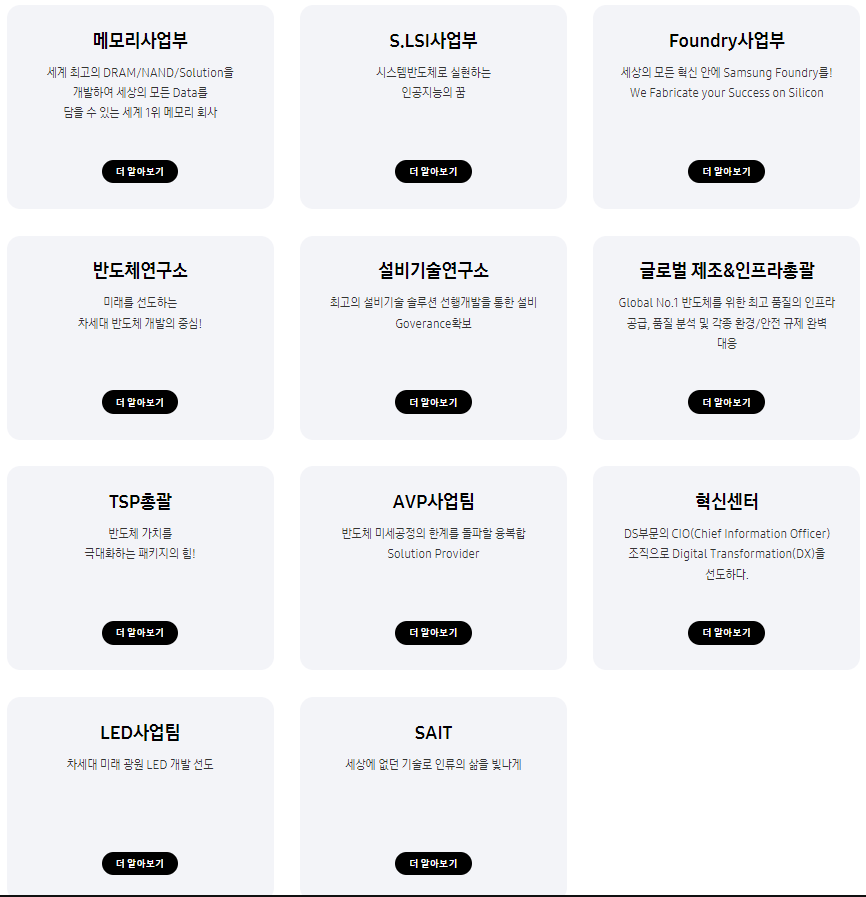 메모리사업부
세계 최고의 DRAM/NAND/Solution을
개발하여 세상의 모든 Data를
담을 수 있는 세계 1위 메모리 회사
더 알아보기
S.LSI사업부
시스템반도체로 실현하는
인공지능의 꿈
더 알아보기
Foundry사업부
세상의 모든 혁신 안에 Samsung Foundry를!
We Fabricate your Success on Silicon
더 알아보기
반도체연구소
미래를 선도하는
차세대 반도체 개발의 중심!
더 알아보기
설비기술연구소
최고의 설비기술 솔루션 선행개발을 통한 설비
Goverance확보
더 알아보기
글로벌 제조&인프라총괄
Global No.1 반도체를 위한 최고 품질의 인프라
공급, 품질 분석 및 각종 환경/안전 규제 완벽
대응
더 알아보기
TSP총괄
반도체 가치를
극대화하는 패키지의 힘!
더 알아보기
AVP사업팀
반도체 미세공정의 한계를 돌파할 융복합
Solution Provider
더 알아보기
혁신센터
DS부문의 CIO(Chief Information Officer)
조직으로 Digital Transformation(DX)을
선도하다.
더 알아보기
LED사업팀
차세대 미래 광원 LED 개발 선도
더 알아보기
SAIT
세상에 없던 기술로 인류의 삶을 빛나게
더 알아보기